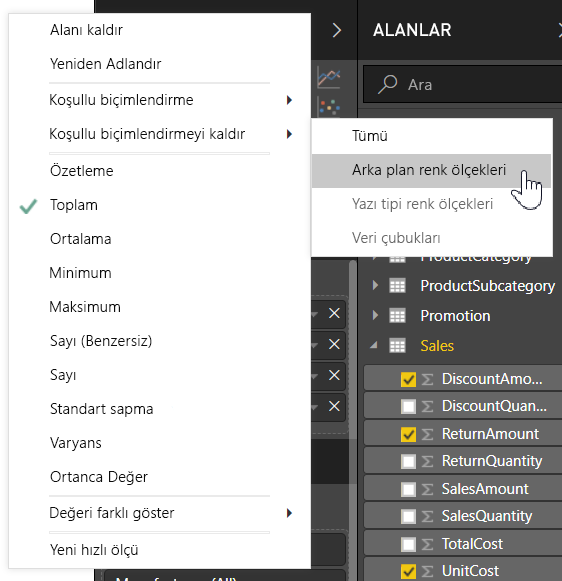 Alanı kaldır
Yeniden Adlandır
Koşullu biçimlendirme
Koşullu biçimlendirmeyi kaldır
Özetleme
Toplam
Ortalama
Minimum
Maksimum
Sayı (Benzersiz)
Sayı
Standart sapma
Varyans
Ortanca Değer
Değeri farklı göster
Yeni hızlı ölçü
Tümü
Arka plan renk ölçekleri
Yazı tipi renk ölçekleri
Veri çubukları
ALANLAR
Ara
ProductCategory
ProductSubcategory
Promotion
Sales
DiscountAmo...
DiscountQuan...
ReturnAmount
ReturnQuantity
SalesAmount
SalesQuantity
TotalCost
UnitCost